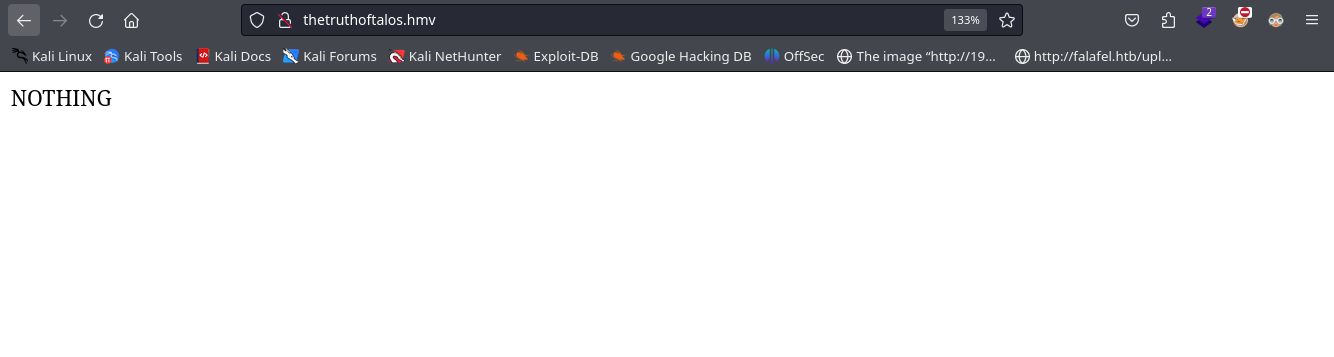 thetruthoftalos.hmv
133%
2
Kali Linux
Kali Tools
Kali Docs
Kali Forums
Kali NetHunter
Exploit-DB
Google Hacking DB
OffSec
The image “http://19...
http://falafel.htb/upl...
NOTHING